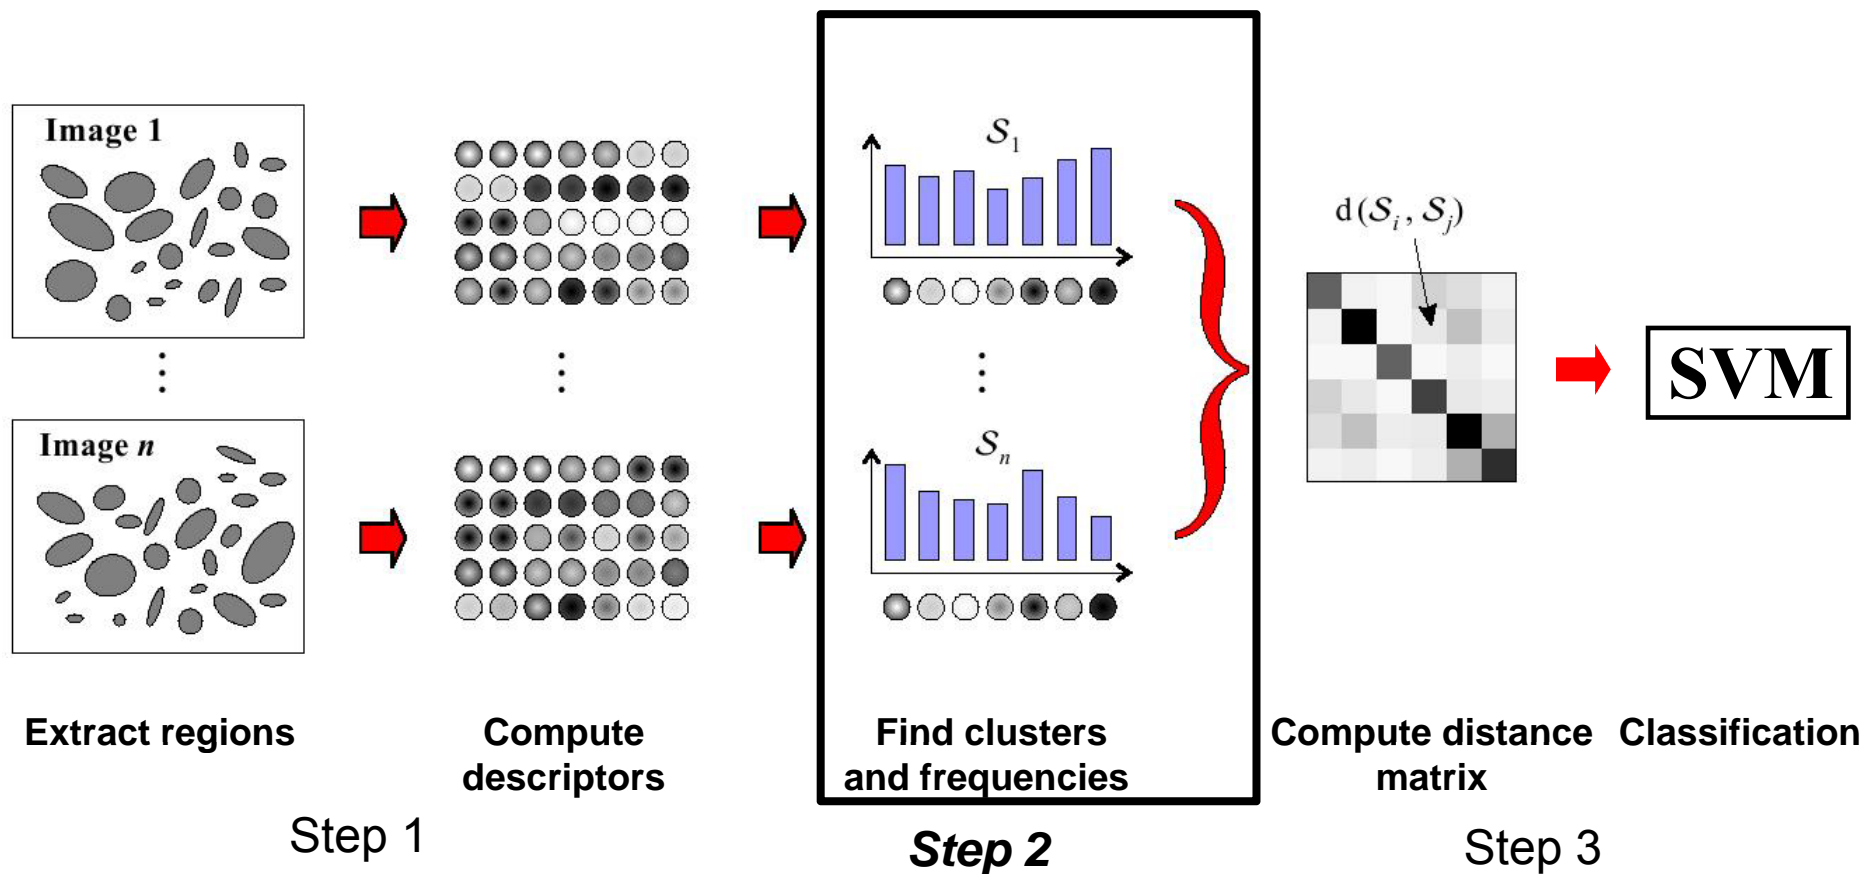 Image 1
S1
d(Si, Sj)
SVM
Image n
Sn
Extract regions
Compute
descriptors
Find clusters
and frequencies
Compute distance
matrix
Classification
Step 1
Step 2
Step 3